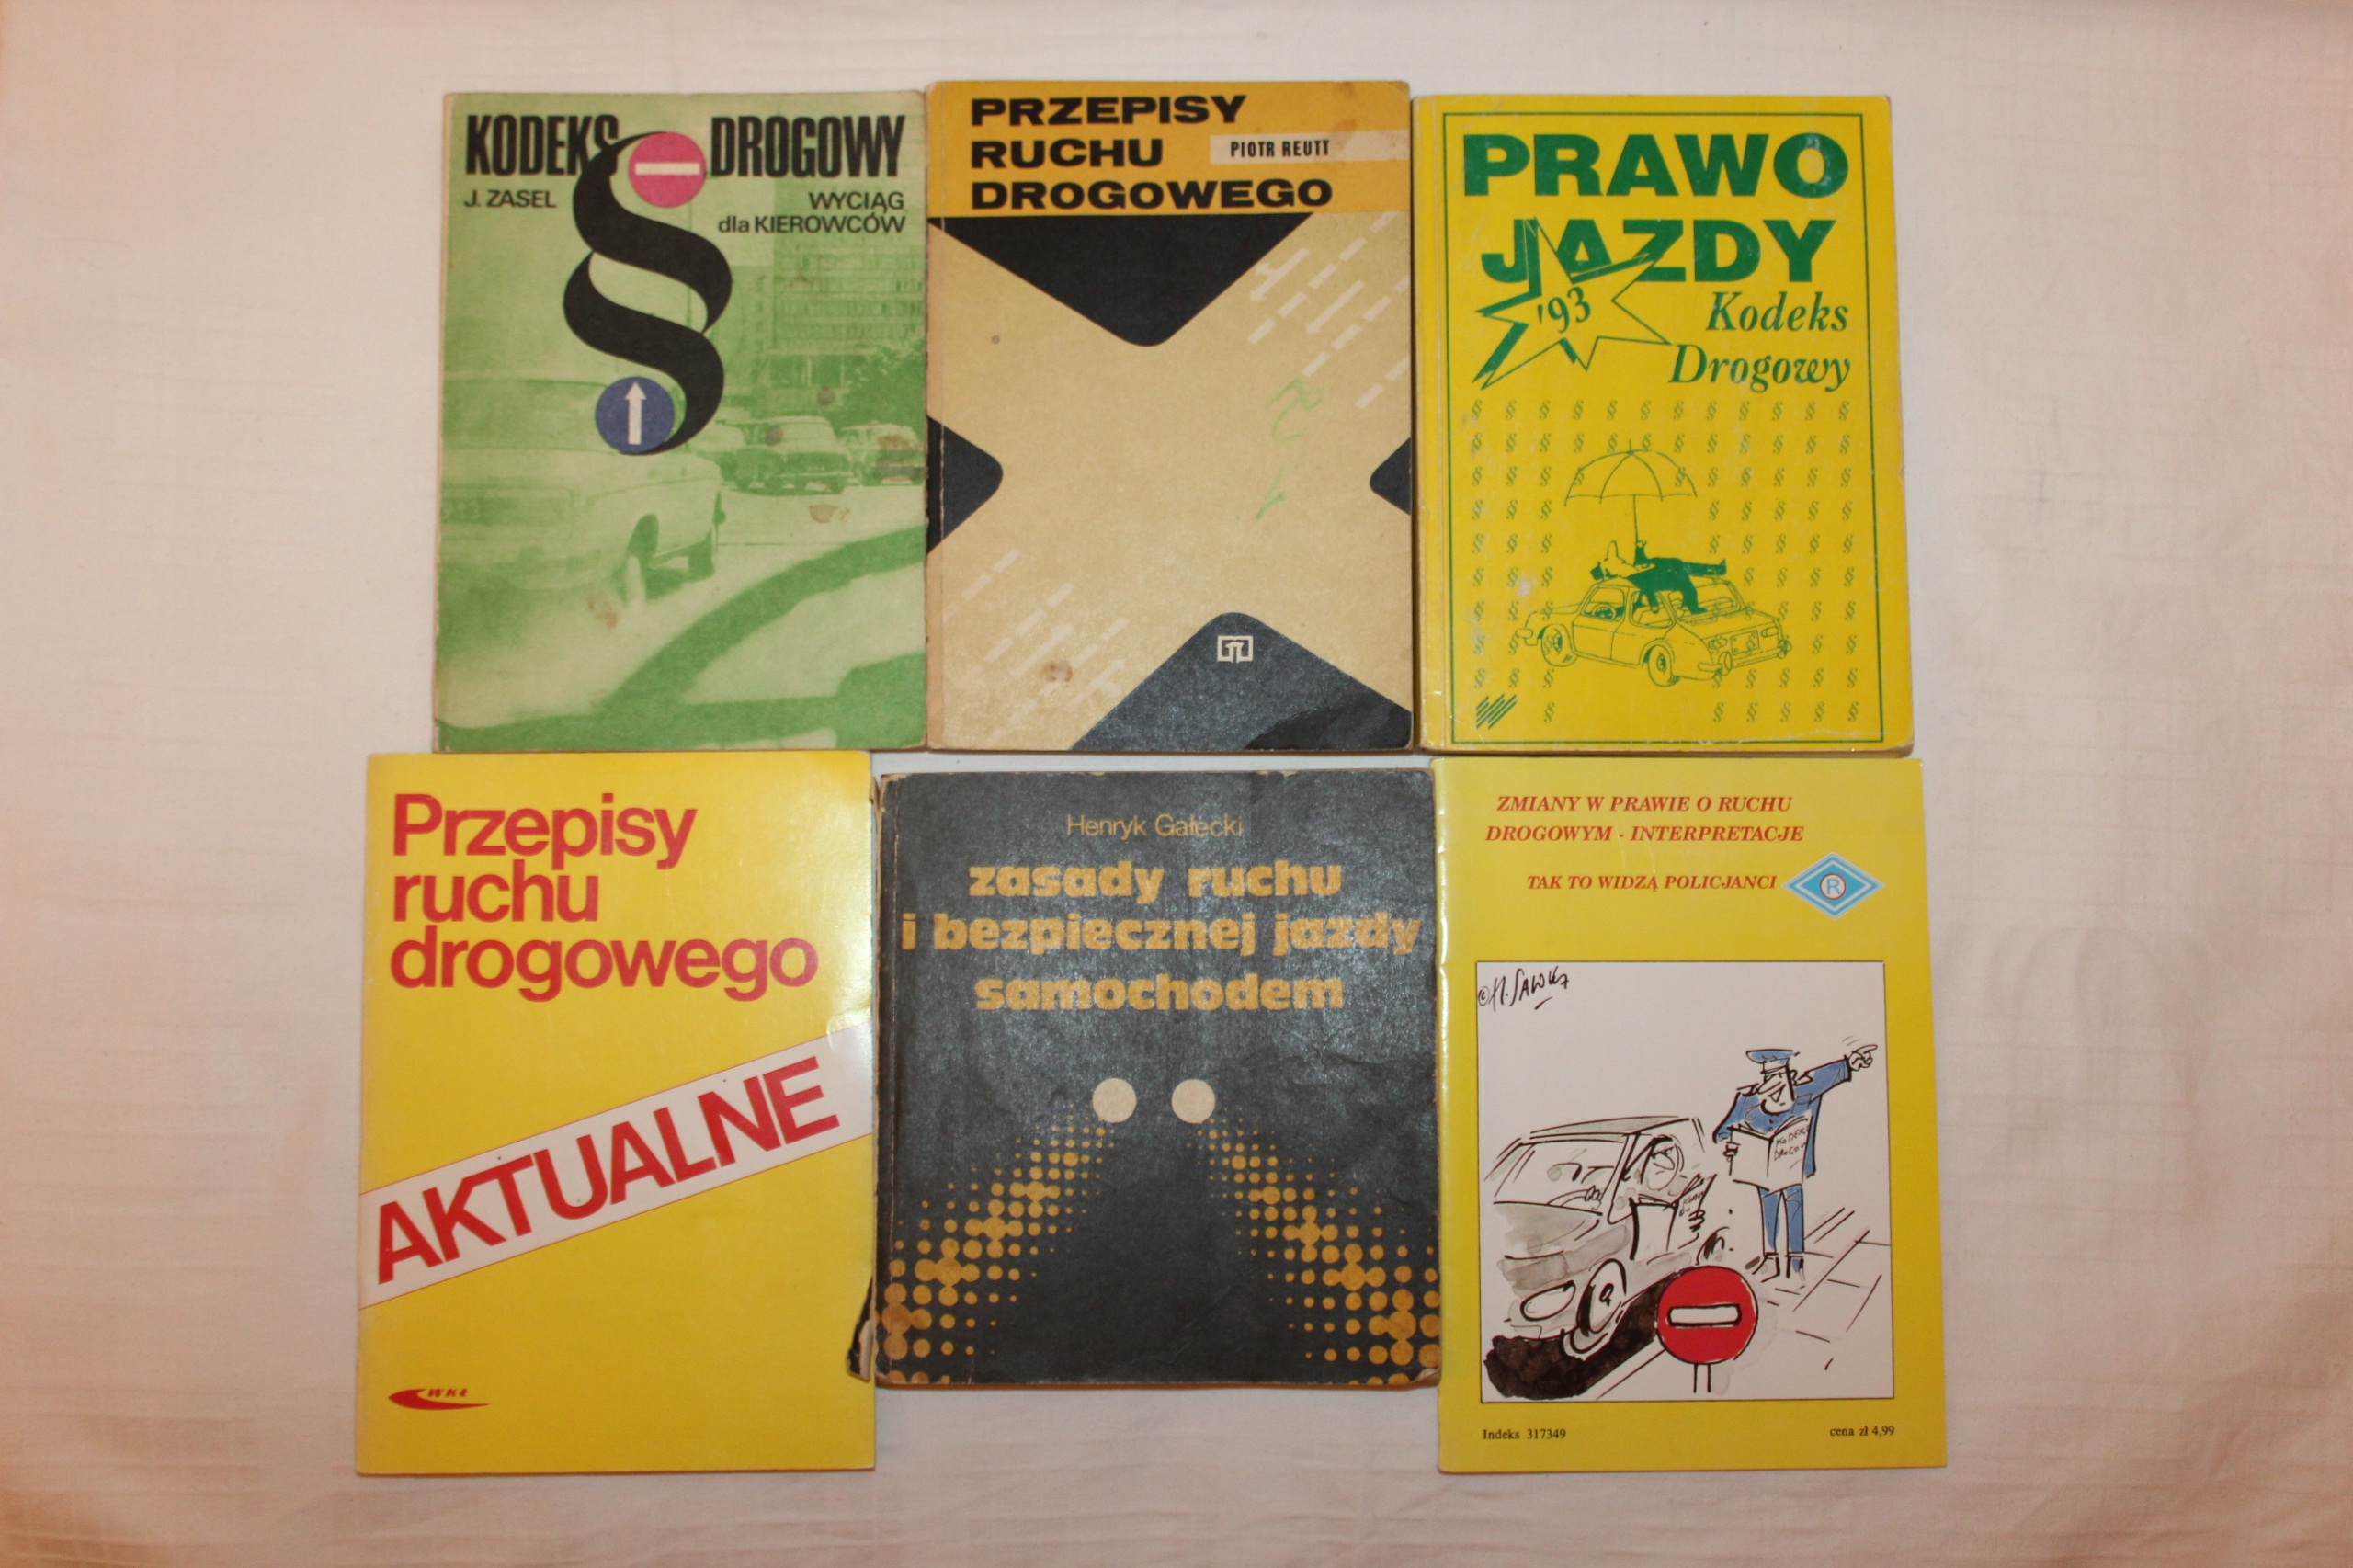 KODEKS DROGOWY
J. ZASEL
WYCIĄG
dla KIEROWCÓW
PRZEPISY
RUCHU
DROGOWEGO
PIOTR REUTT
PRAWO
JAZDY
'93
Kodeks
Drogowy
Przepisy
ruchu
drogowego
AKTUALNE
WKŁ
Henryk Gałecki
zasady ruchu
i bezpiecznej jazdy
samochodem
ZMIANY W PRAWIE O RUCHU
DROGOWYM - INTERPRETACJE
TAK TO WIDZĄ POLICJANCI
R
©H. SAWKA
Indeks 317349
cena zł 4,99